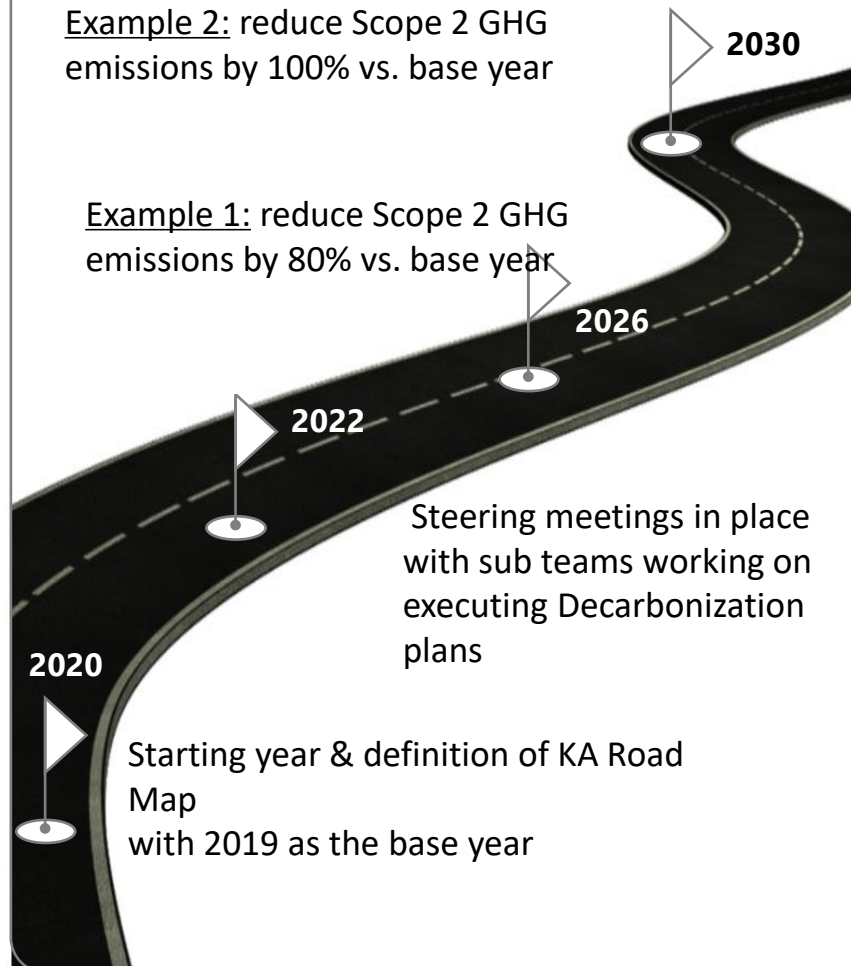 Example 2: reduce Scope 2 GHG
emissions by 100% vs. base year
2030
Example 1: reduce Scope 2 GHG
emissions by 80% vs. base year
2026
2022
Steering meetings in place
with sub teams working on
executing Decarbonization
plans
2020
Starting year & definition of KA Road
Map
with 2019 as the base year